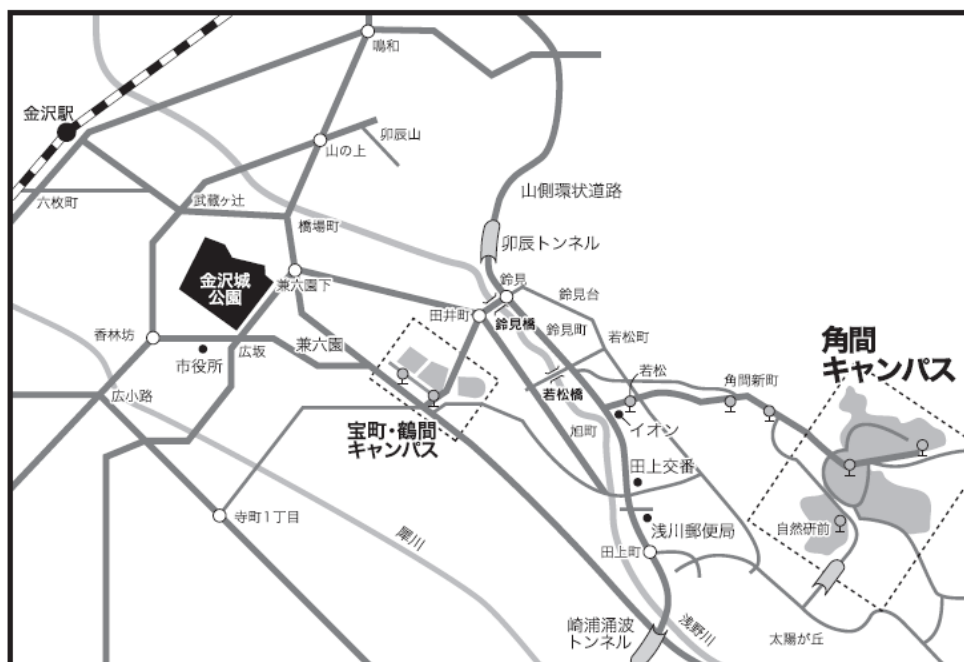 鳴和
金沢駅
山の上
卯辰山
山側環状道路
六枚町
武蔵ヶ辻
橋場町
卯辰トンネル
金沢城
公園
兼六園下
鈴見
鈴見台
田井町
鈴見橋
鈴見町
若松町
香林坊
市役所
広坂
兼六園
角間
キャンパス
若松
角間新町
広小路
若松橋
宝町・鶴間
キャンパス
旭町
イオン
田上交番
寺町1丁目
犀川
浅川郵便局
自然研前
田上町
崎浦涌波
トンネル
浅野川
太陽が丘